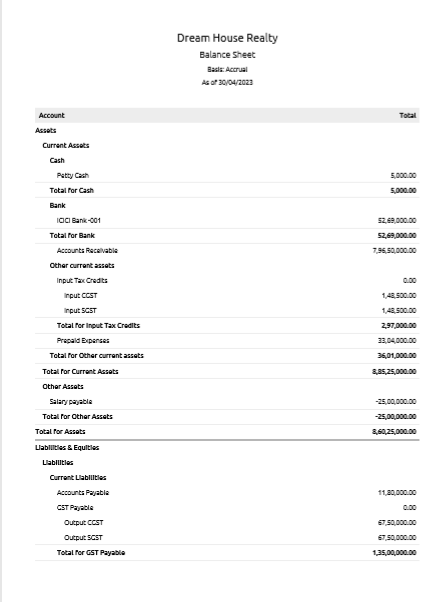 Dream House Realty
Balance Sheet
Basis: Accrual
As of 30/04/2023
Account Total
Assets
Current Assets
Cash
Petty Cash 5,000.00
Total for Cash 5,000.00
Bank
ICICI Bank -001 52,69,000.00
Total for Bank 52,69,000.00
Accounts Receivable 7,96,50,000.00
Other current assets
Input Tax Credits 0.00
Input CGST 1,48,500.00
Input SGST 1,48,500.00
Total for Input Tax Credits 2,97,000.00
Prepaid Expenses 33,04,000.00
Total for Other current assets 36,01,000.00
Total for Current Assets 8,85,25,000.00
Other Assets
Salary payable -25,00,000.00
Total for Other Assets -25,00,000.00
Total for Assets 8,60,25,000.00
Liabilities & Equities
Liabilities
Current Liabilities
Accounts Payable 11,80,000.00
GST Payable 0.00
Output CGST 67,50,000.00
Output SGST 67,50,000.00
Total for GST Payable 1,35,00,000.00